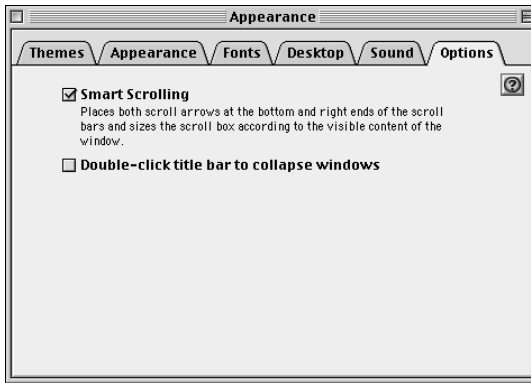 Appearance
Themes Appearance Fonts Desktop Sound Options
?
Smart Scrolling
Places both scroll arrows at the bottom and right ends of the scroll
bars and sizes the scroll box according to the visible content of the
window.
Double-click title bar to collapse windows